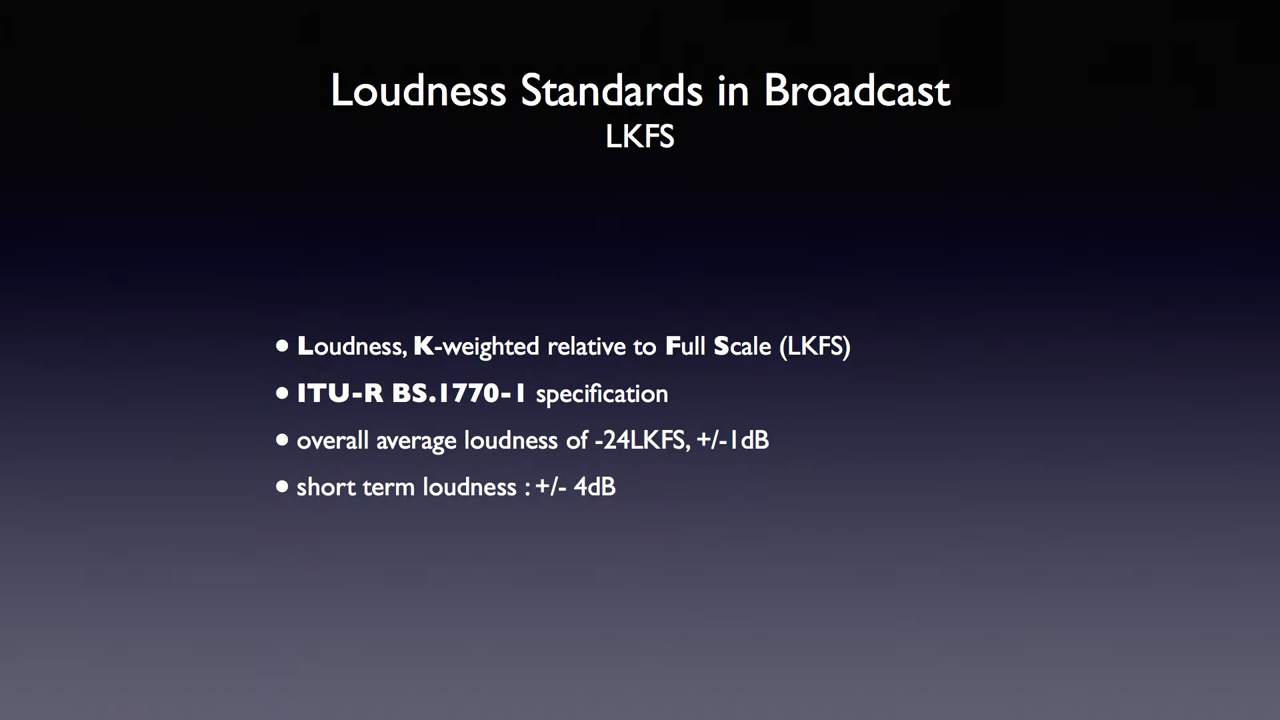 Loudness Standards in Broadcast
LKFS
• Loudness, K-weighted relative to Full Scale (LKFS)
• ITU-R BS.1770-1 specification
• overall average loudness of -24LKFS, +/-1dB
• short term loudness : +/- 4dB